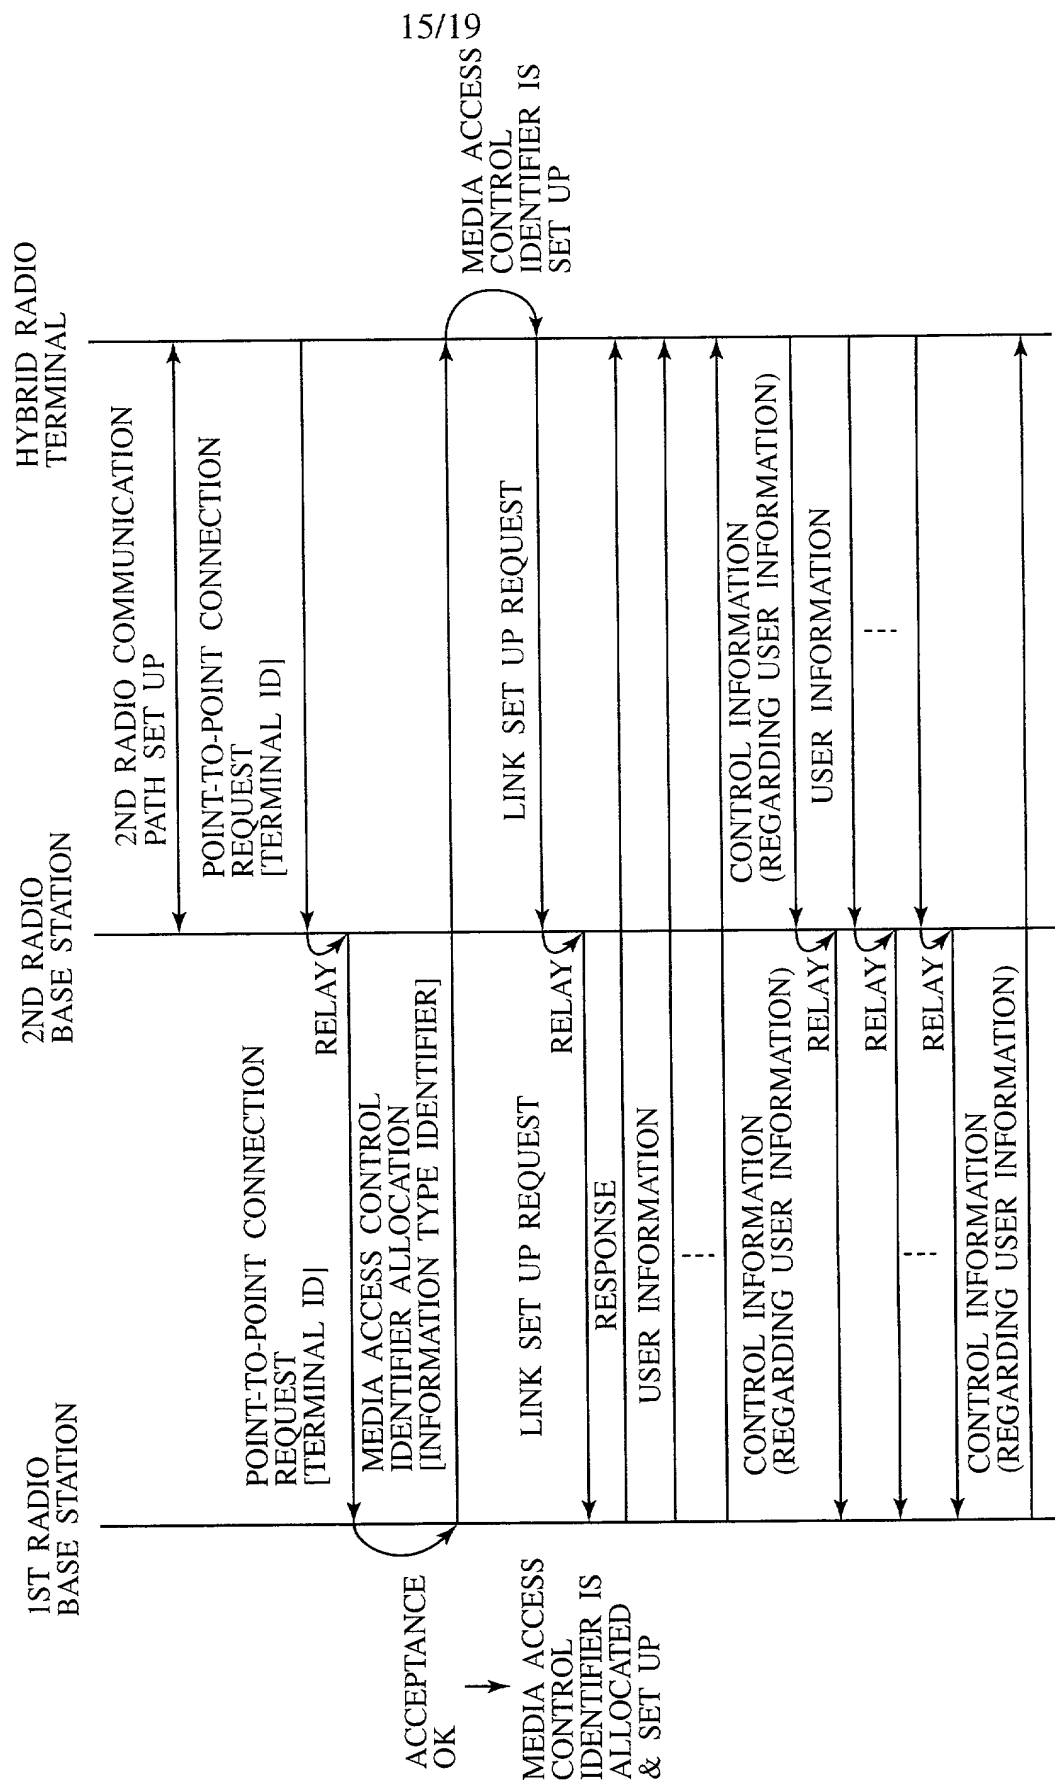 15/19
1ST RADIO
BASE STATION
2ND RADIO
BASE STATION
HYBRID RADIO
TERMINAL
2ND RADIO COMMUNICATION
PATH SET UP
POINT-TO-POINT CONNECTION
REQUEST
[TERMINAL ID]
RELAY
POINT-TO-POINT CONNECTION
REQUEST
[TERMINAL ID]
ACCEPTANCE
OK
MEDIA ACCESS
CONTROL
IDENTIFIER IS
ALLOCATED
& SET UP
MEDIA ACCESS CONTROL
IDENTIFIER ALLOCATION
[INFORMATION TYPE IDENTIFIER]
MEDIA ACCESS
CONTROL
IDENTIFIER IS
SET UP
LINK SET UP REQUEST
RELAY
LINK SET UP REQUEST
RESPONSE
USER INFORMATION
---
CONTROL INFORMATION
(REGARDING USER INFORMATION)
CONTROL INFORMATION
(REGARDING USER INFORMATION)
RELAY
USER INFORMATION
RELAY
---
---
RELAY
CONTROL INFORMATION
(REGARDING USER INFORMATION)